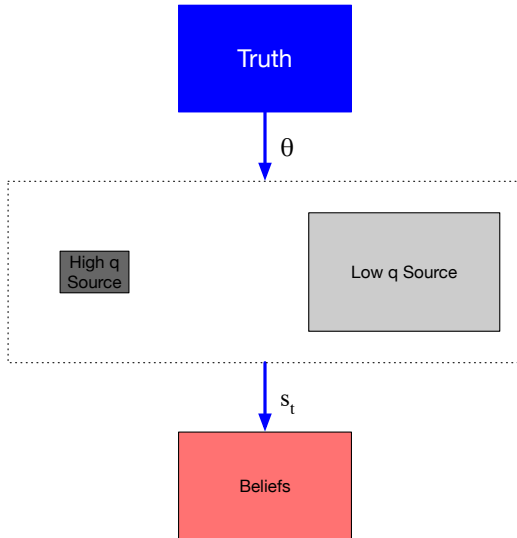 Truth
θ
High q
Source
Low q Source
s_t
Beliefs